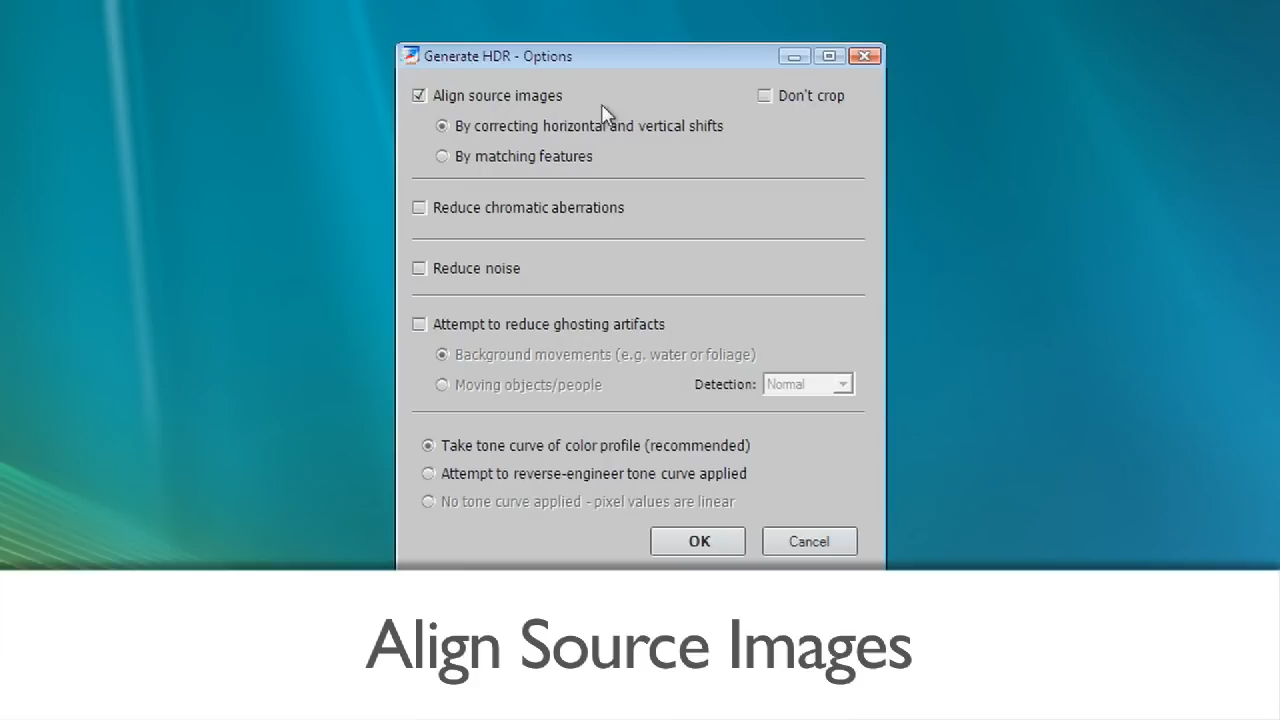 Generate HDR - Options
Align source images
Don't crop
By correcting horizontal and vertical shifts
By matching features
Reduce chromatic aberrations
Reduce noise
Attempt to reduce ghosting artifacts
Background movements (e.g. water or foliage)
Moving objects/people
Detection: Normal
Take tone curve of color profile (recommended)
Attempt to reverse-engineer tone curve applied
No tone curve applied - pixel values are linear
OK
Cancel
Align Source Images